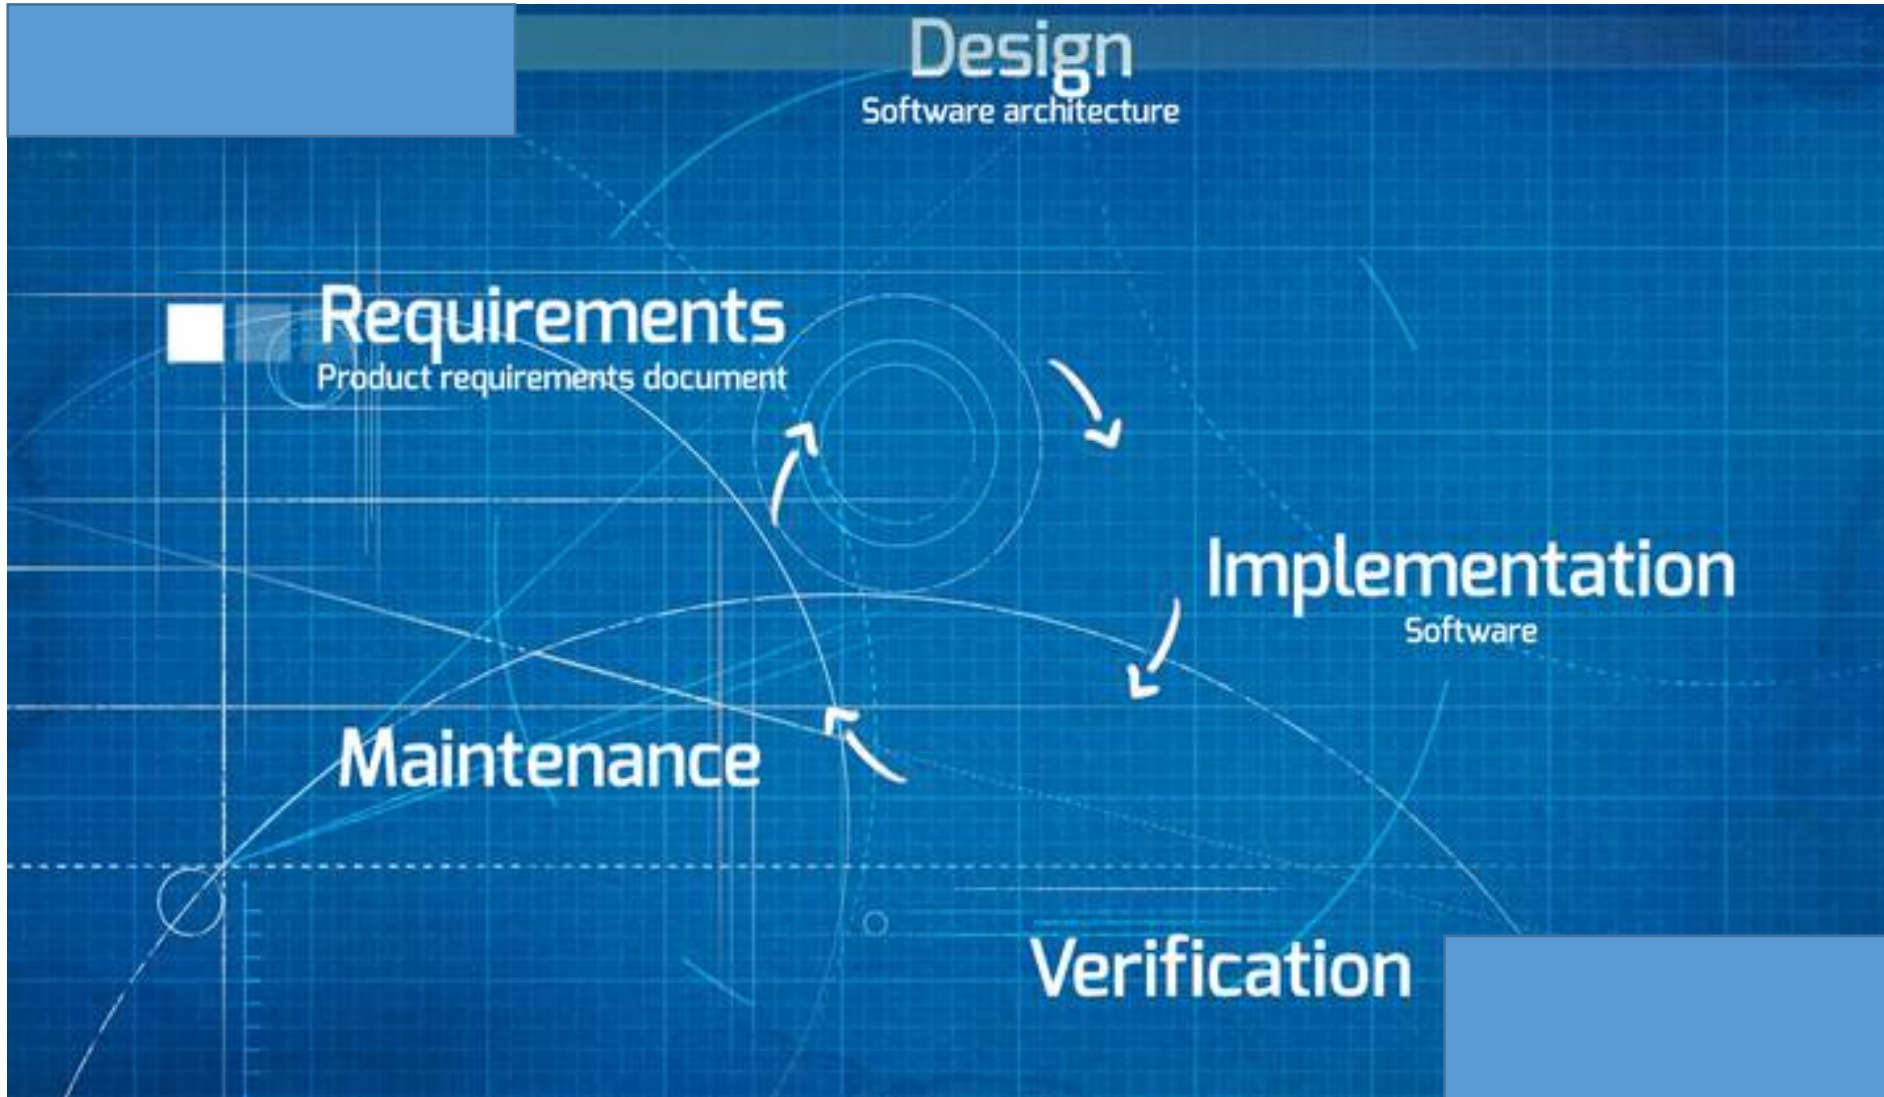 Design
Software architecture
Requirements
Product requirements document
Implementation
Software
Maintenance
Verification